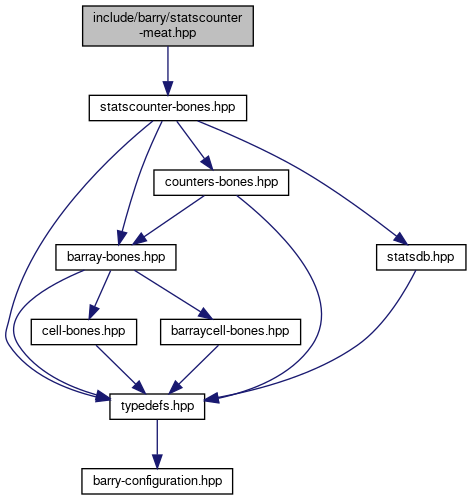 include/barry/statscounter
-meat.hpp
statscounter-bones.hpp
counters-bones.hpp
barray-bones.hpp
statsdb.hpp
cell-bones.hpp
barraycell-bones.hpp
typedefs.hpp
barry-configuration.hpp